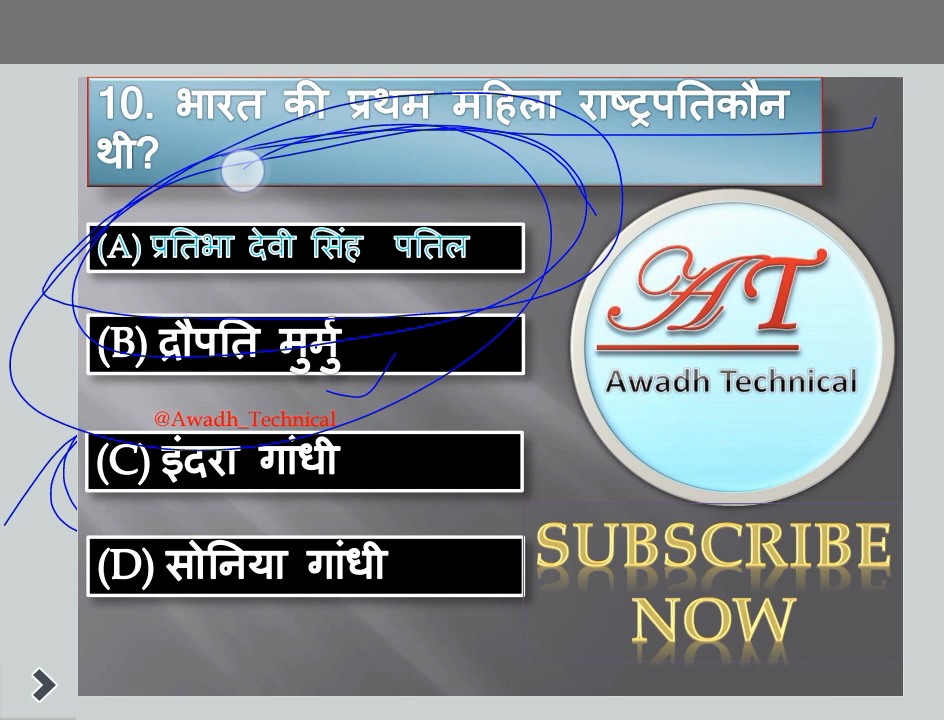 10. भारत की प्रथम महिला राष्ट्रपतिकौन
थी?
(A) प्रतिभा देवी सिंह पतिल
(B) द्रौपति मुर्मु
@Awadh_Technical
(C) इंदरा गांधी
(D) सोनिया गांधी
AT
Awadh Technical
SUBSCRIBE
NOW